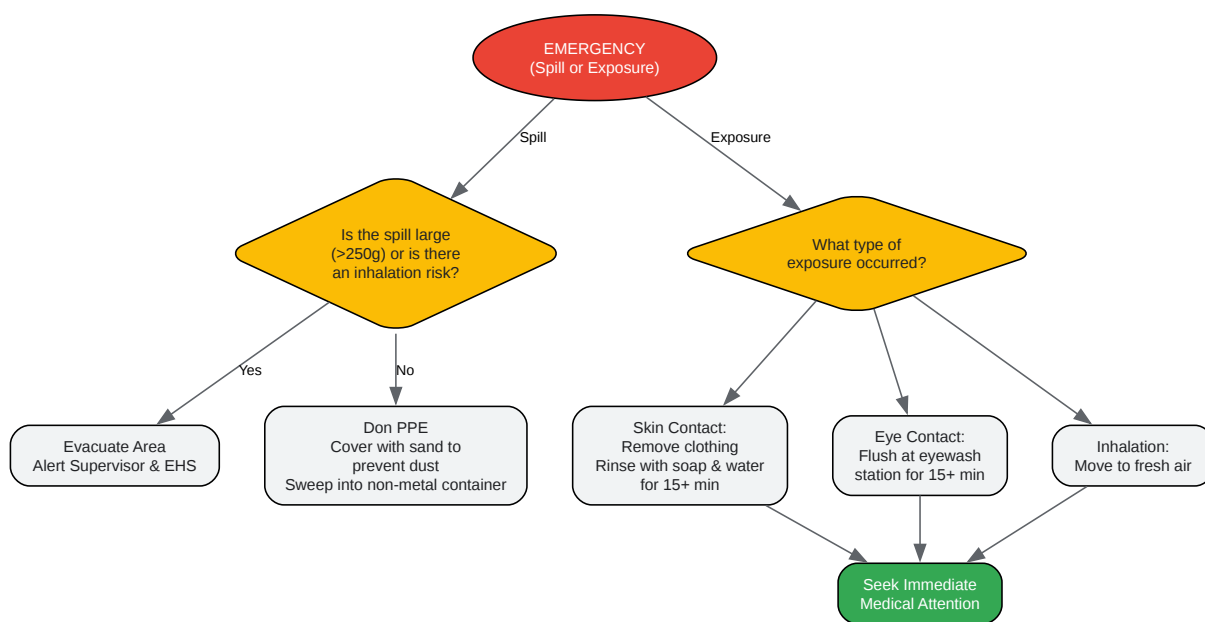 EMERGENCY
(Spill or Exposure)
Spill
Exposure
Is the spill large
(>250g) or is there
an inhalation risk?
What type of
exposure occurred?
Yes
No
Evacuate Area
Alert Supervisor & EHS
Don PPE
Cover with sand to
prevent dust
Sweep into non-metal container
Skin Contact:
Remove clothing
Rinse with soap & water
for 15+ min
Eye Contact:
Flush at eyewash
station for 15+ min
Inhalation:
Move to fresh air
Seek Immediate
Medical Attention